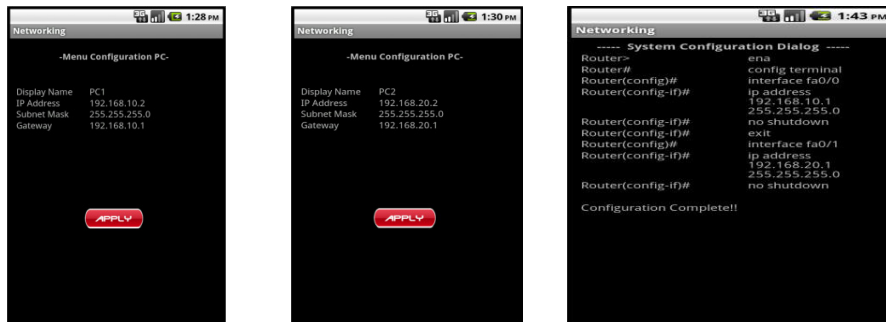 1:28 PM
Networking
-Menu Configuration PC-
Display Name PC1
IP Address 192.168.10.2
Subnet Mask 255.255.255.0
Gateway 192.168.10.1
APPLY
1:30 PM
Networking
-Menu Configuration PC-
Display Name PC2
IP Address 192.168.20.2
Subnet Mask 255.255.255.0
Gateway 192.168.20.1
APPLY
3G 1:43 PM
Networking
----- System Configuration Dialog -----
Router> ena
Router# config terminal
Router(config)# interface fa0/0
Router(config-if)# ip address
192.168.10.1
255.255.255.0
Router(config-if)# no shutdown
Router(config-if)# exit
Router(config)# interface fa0/1
Router(config-if)# ip address
192.168.20.1
255.255.255.0
Router(config-if)# no shutdown
Configuration Complete!!